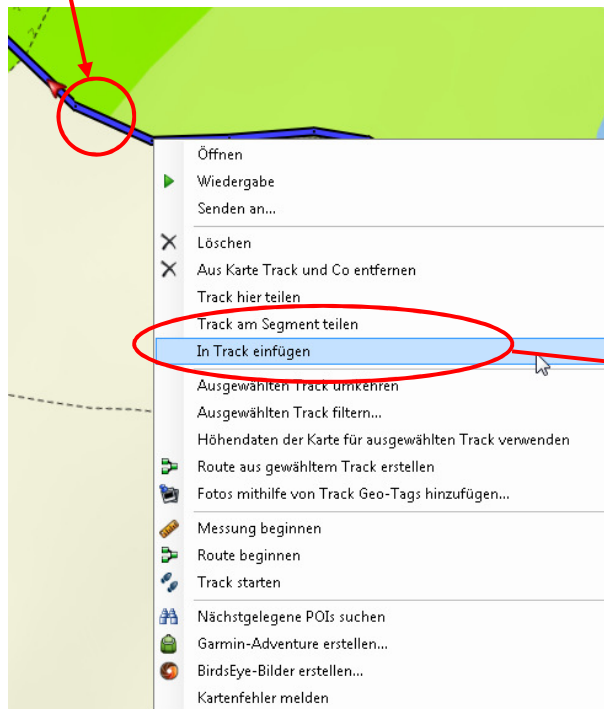 Öffnen
Wiedergabe
Senden an...
Löschen
Aus Karte Track und Co entfernen
Track hier teilen
Track am Segment teilen
In Track einfügen
Ausgewählten Track umkehren
Ausgewählten Track filtern...
Höhendaten der Karte für ausgewählten Track verwenden
Route aus gewähltem Track erstellen
Fotos mithilfe von Track Geo-Tags hinzufügen...
Messung beginnen
Route beginnen
Track starten
Nächstgelegene POIs suchen
Garmin-Adventure erstellen...
BirdsEye-Bilder erstellen...
Kartenfehler melden